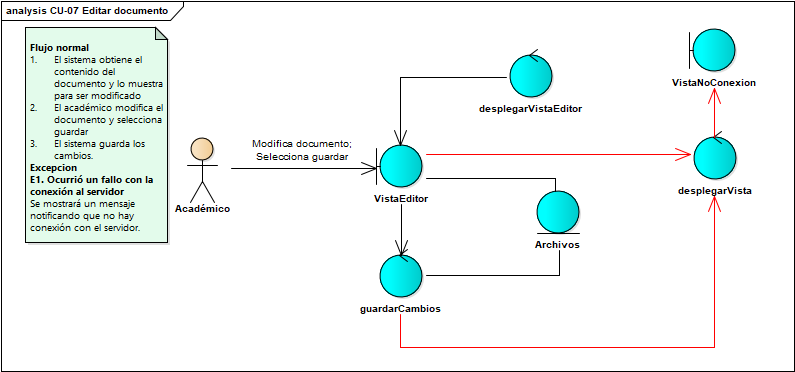 analysis CU-07 Editar documento
Flujo normal
1. El sistema obtiene el
contenido del
documento y lo muestra
para ser modificado
2. El académico modifica el
documento y selecciona
guardar
3. El sistema guarda los
cambios.
Excepcion
E1. Ocurrió un fallo con la
conexión al servidor
Se mostrará un mensaje
notificando que no hay
conexión con el servidor.
Académico
Modifica documento;
Selecciona guardar
desplegarVistaEditor
VistaNoConexion
VistaEditor
desplegarVista
Archivos
guardarCambios